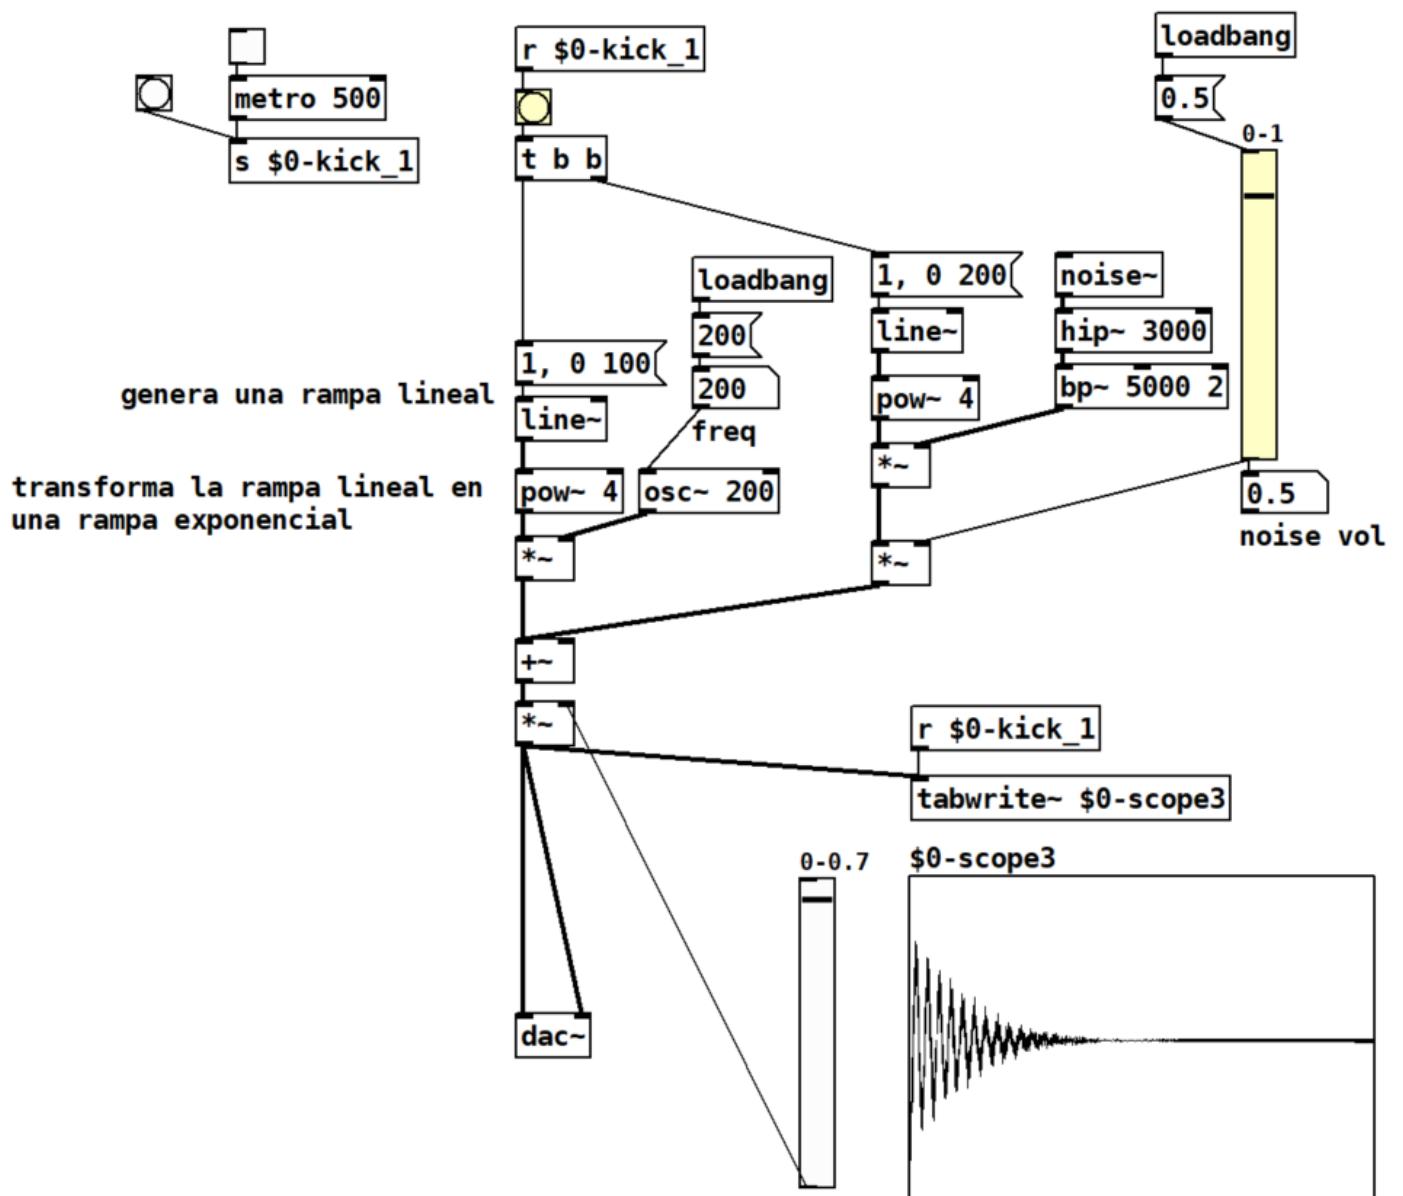 metro 500
s $0-kick_1
r $0-kick_1
t b b
loadbang
0.5
0-1
loadbang
200
200
freq
1, 0 200
line~
pow~ 4
*~
*~
noise~
hip~ 3000
bp~ 5000 2
0.5
noise vol
1, 0 100
genera una rampa lineal
line~
transforma la rampa lineal en
una rampa exponencial
pow~ 4
osc~ 200
*~
+~
*~
r $0-kick_1
tabwrite~ $0-scope3
0-0.7
$0-scope3
dac~